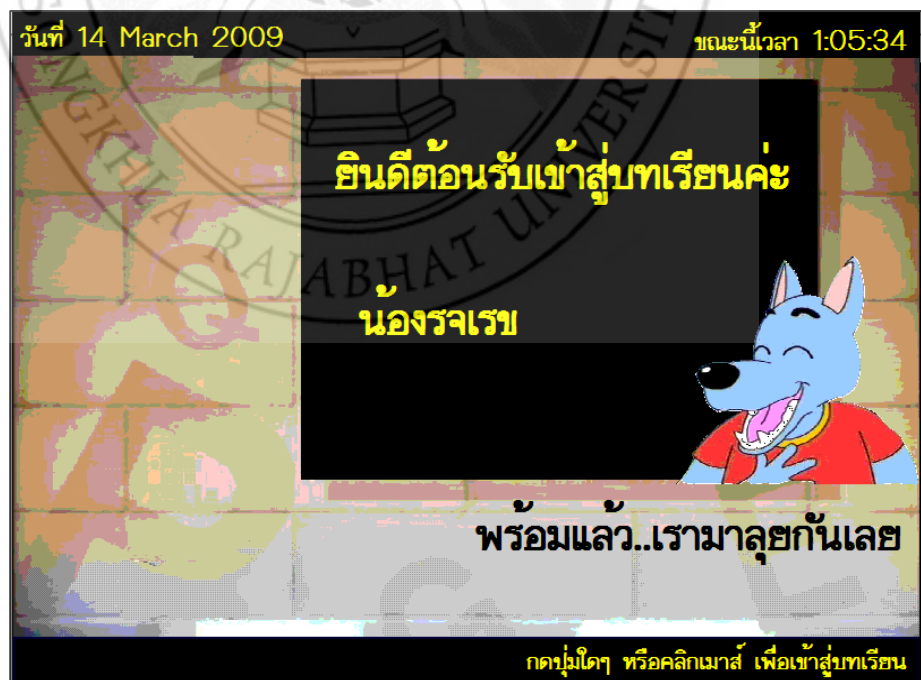 วันที่ 14 March 2009
ขณะนี้เวลา 1:05:34
ยินดีต้อนรับเข้าสู่บทเรียนค่ะ
น้องรจเรข
พร้อมแล้ว..เรามาลุยกันเลย
กดปุ่มใดๆ หรือคลิกเมาส์ เพื่อเข้าสู่บทเรียน
SONGKHLA RAJABHAT UNIVERSIT